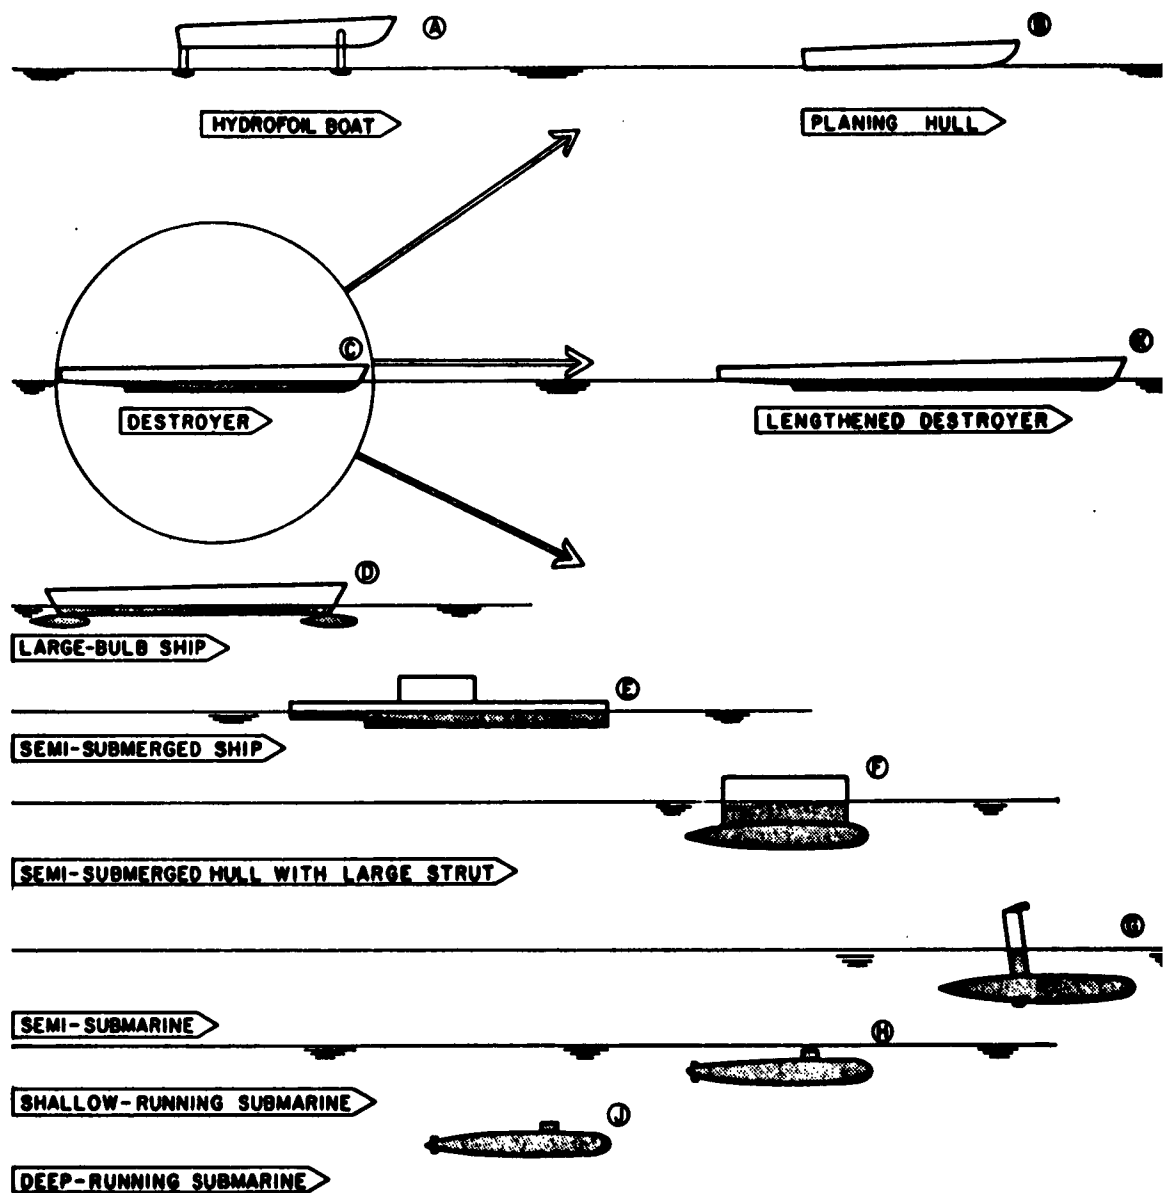 A
B
HYDROFOIL BOAT
PLANING HULL
C
K
DESTROYER
LENGTHENED DESTROYER
D
LARGE-BULB SHIP
E
SEMI-SUBMERGED SHIP
F
SEMI-SUBMERGED HULL WITH LARGE STRUT
G
SEMI-SUBMARINE
H
SHALLOW-RUNNING SUBMARINE
J
DEEP-RUNNING SUBMARINE